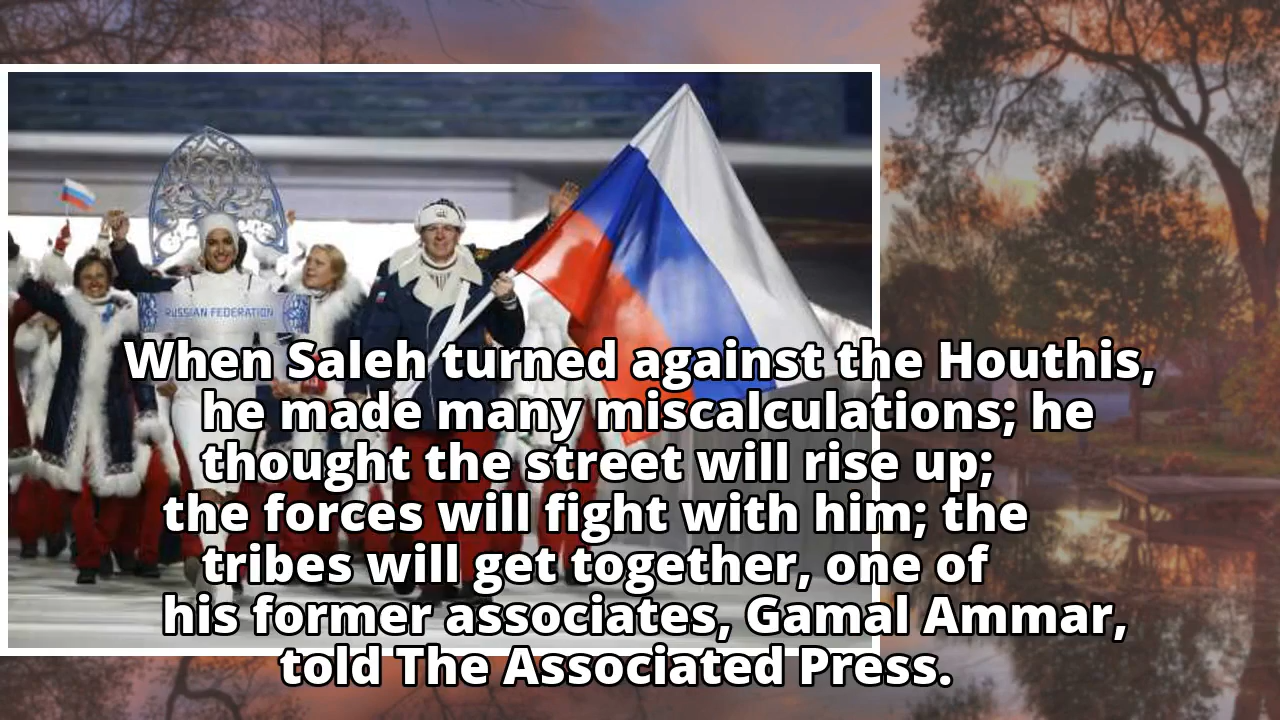 RUSSIAN FEDERATION
When Saleh turned against the Houthis,
he made many miscalculations; he
thought the street will rise up;
the forces will fight with him; the
tribes will get together, one of
his former associates, Gamal Ammar,
told The Associated Press.